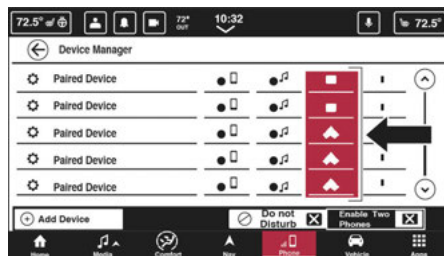 72.5° 72° OUT 10:32 72.5°
Device Manager
Paired Device
Paired Device
Paired Device
Paired Device
Paired Device
Add Device Do not Disturb Enable Two Phones
Home Media Comfort Nav Phone Vehicle Apps